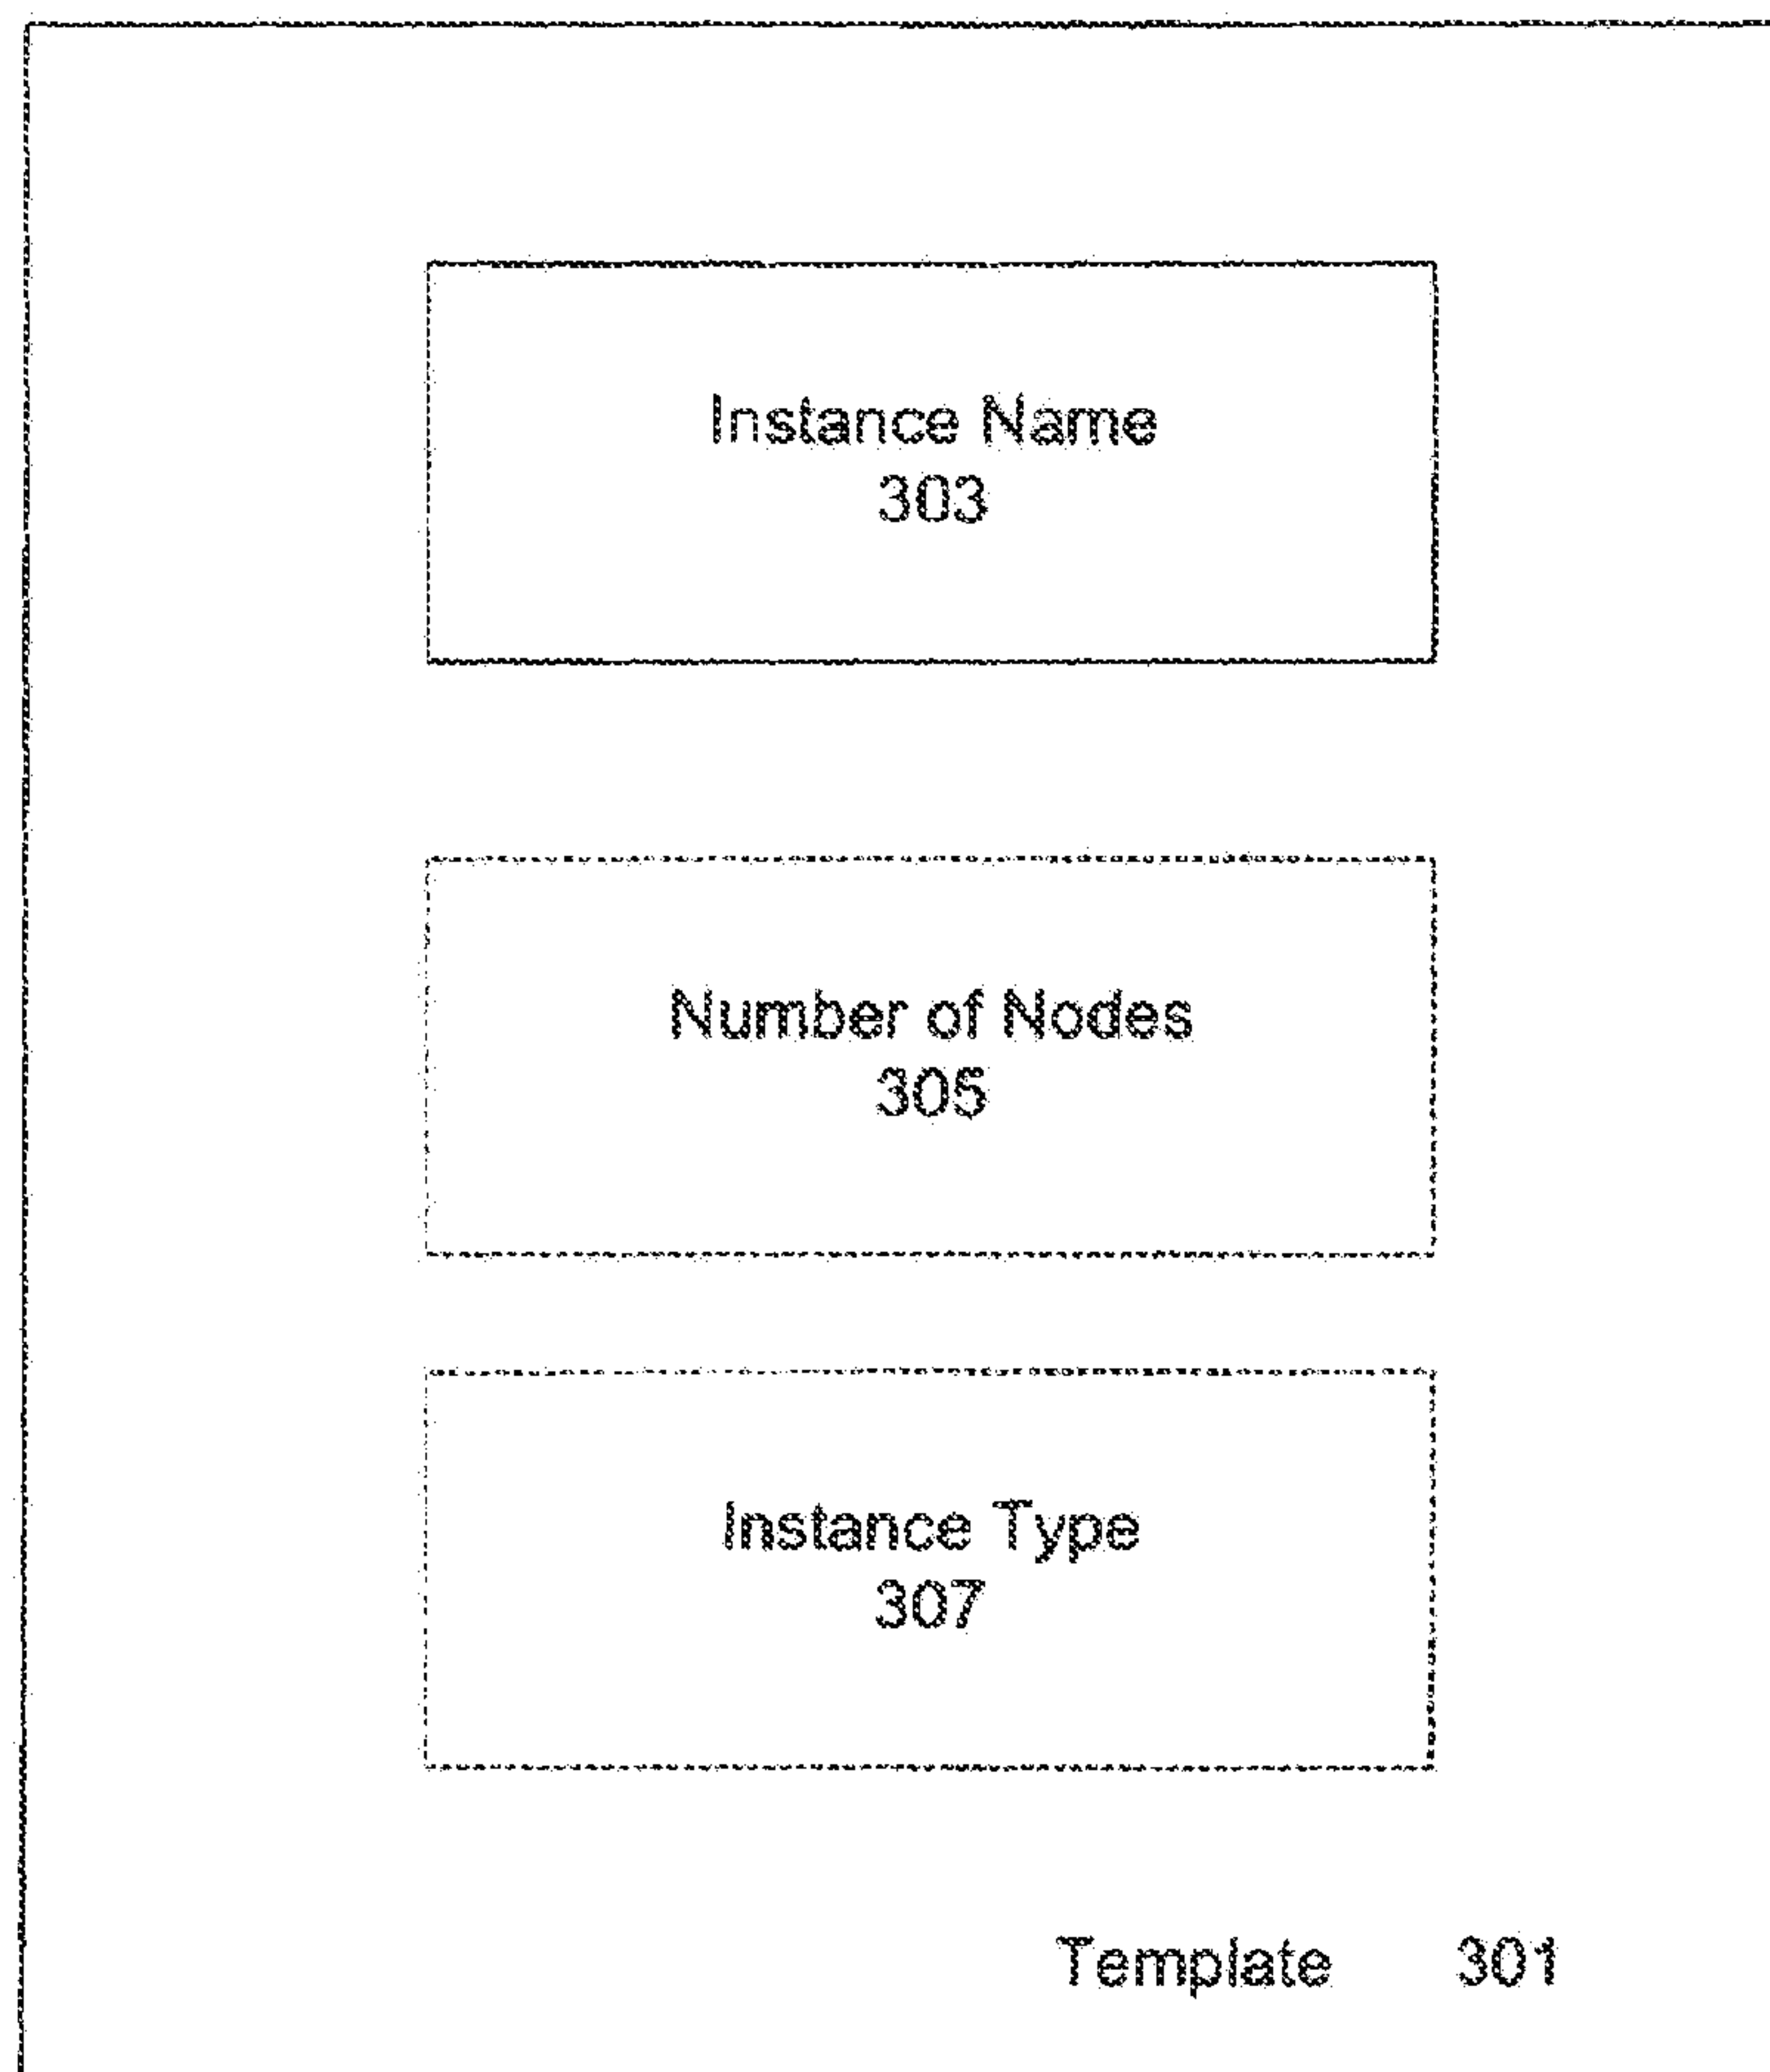 Instance Name
303
Number of Nodes
305
Instance Type
307
Template 301